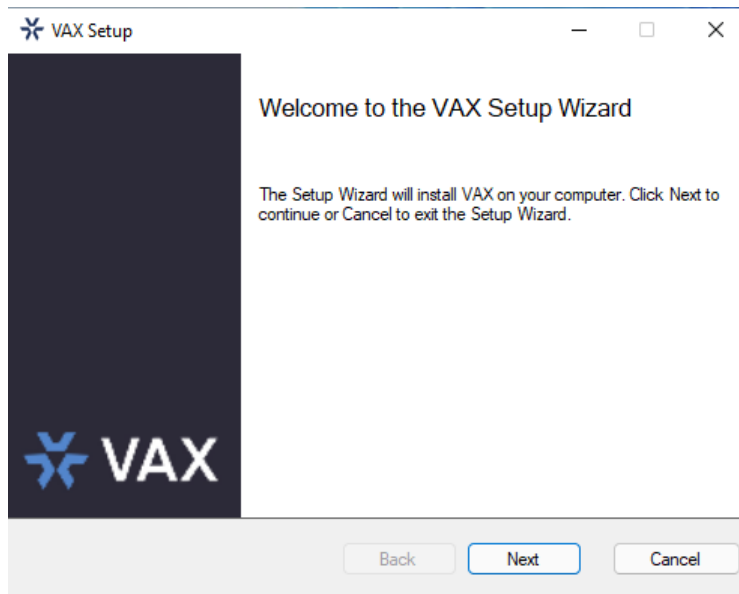 VAX Setup
Welcome to the VAX Setup Wizard
The Setup Wizard will install VAX on your computer. Click Next to
continue or Cancel to exit the Setup Wizard.
VAX
Back
Next
Cancel